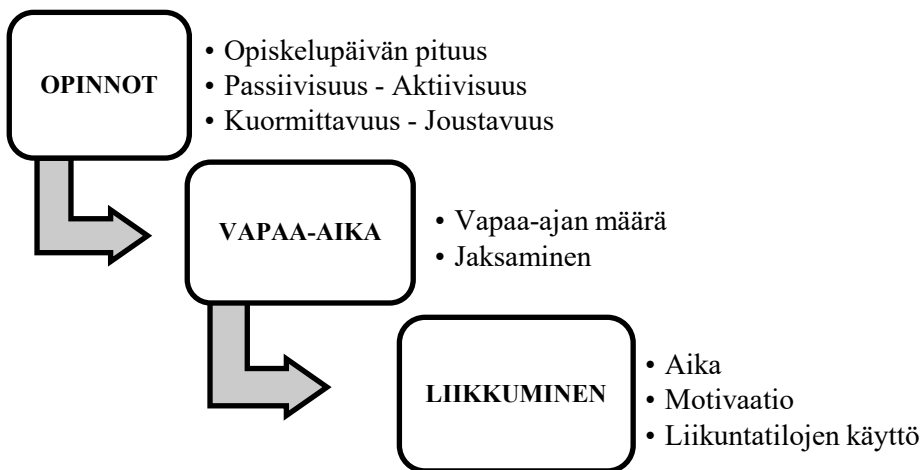 OPINNOT
• Opiskelupäivän pituus
• Passiivisuus - Aktiivisuus
• Kuormittavuus - Joustavuus
VAPAA-AIKA
• Vapaa-ajan määrä
• Jaksaminen
LIIKKUMINEN
• Aika
• Motivaatio
• Liikuntatilojen käyttö